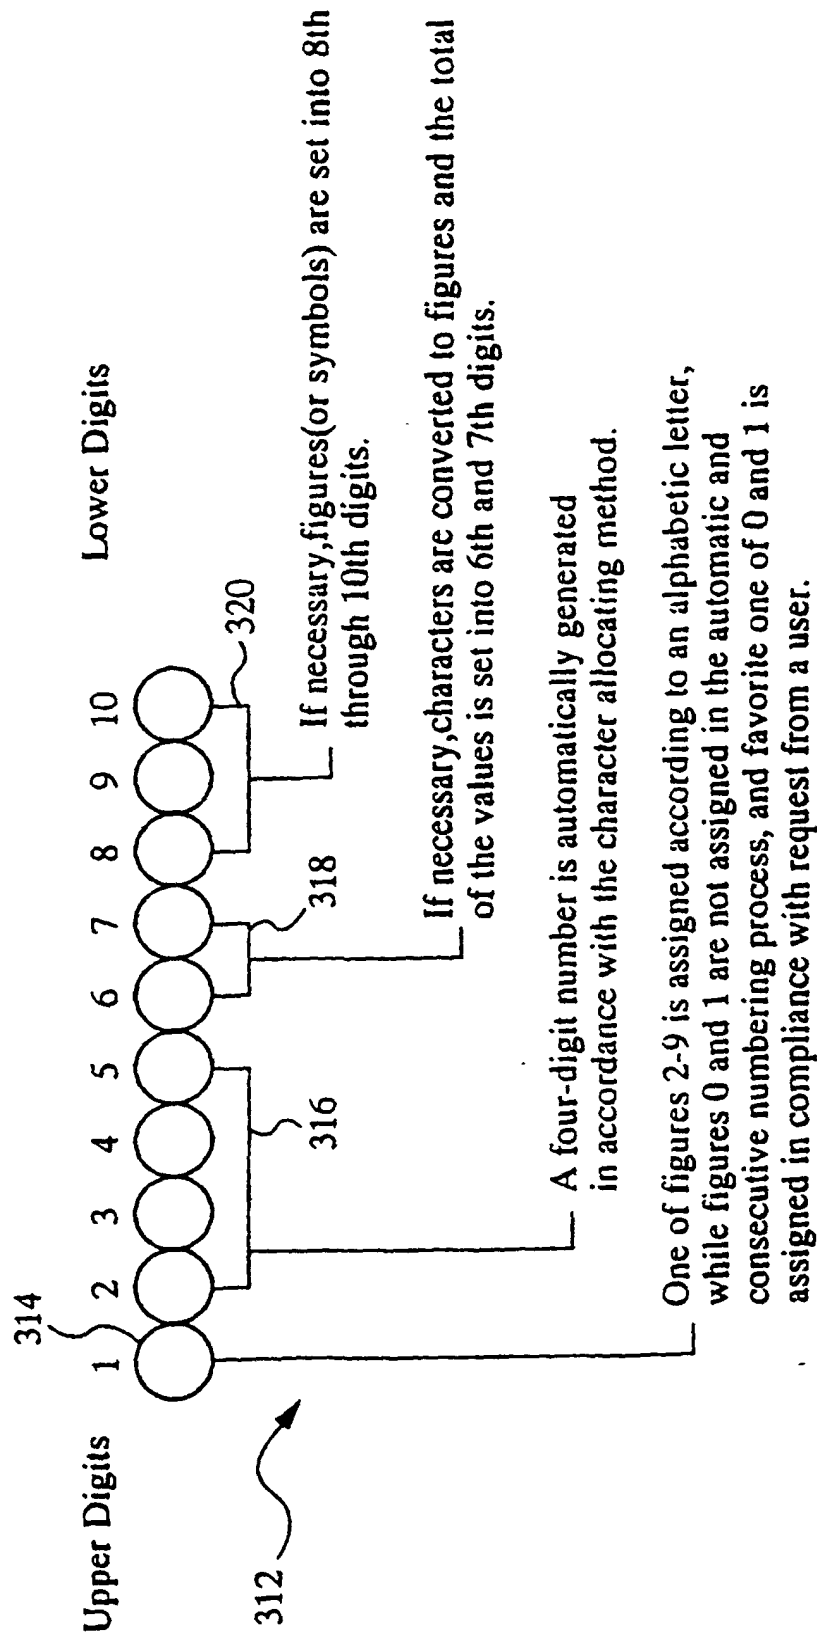 Upper Digits
Lower Digits
314
1 2 3 4 5 6 7 8 9 10
312
316
318
320
If necessary,figures(or symbols) are set into 8th
through 10th digits.
If necessary,characters are converted to figures and the total
of the values is set into 6th and 7th digits.
A four-digit number is automatically generated
in accordance with the character allocating method.
One of figures 2-9 is assigned according to an alphabetic letter,
while figures 0 and 1 are not assigned in the automatic and
consecutive numbering process, and favorite one of 0 and 1 is
assigned in compliance with request from a user.